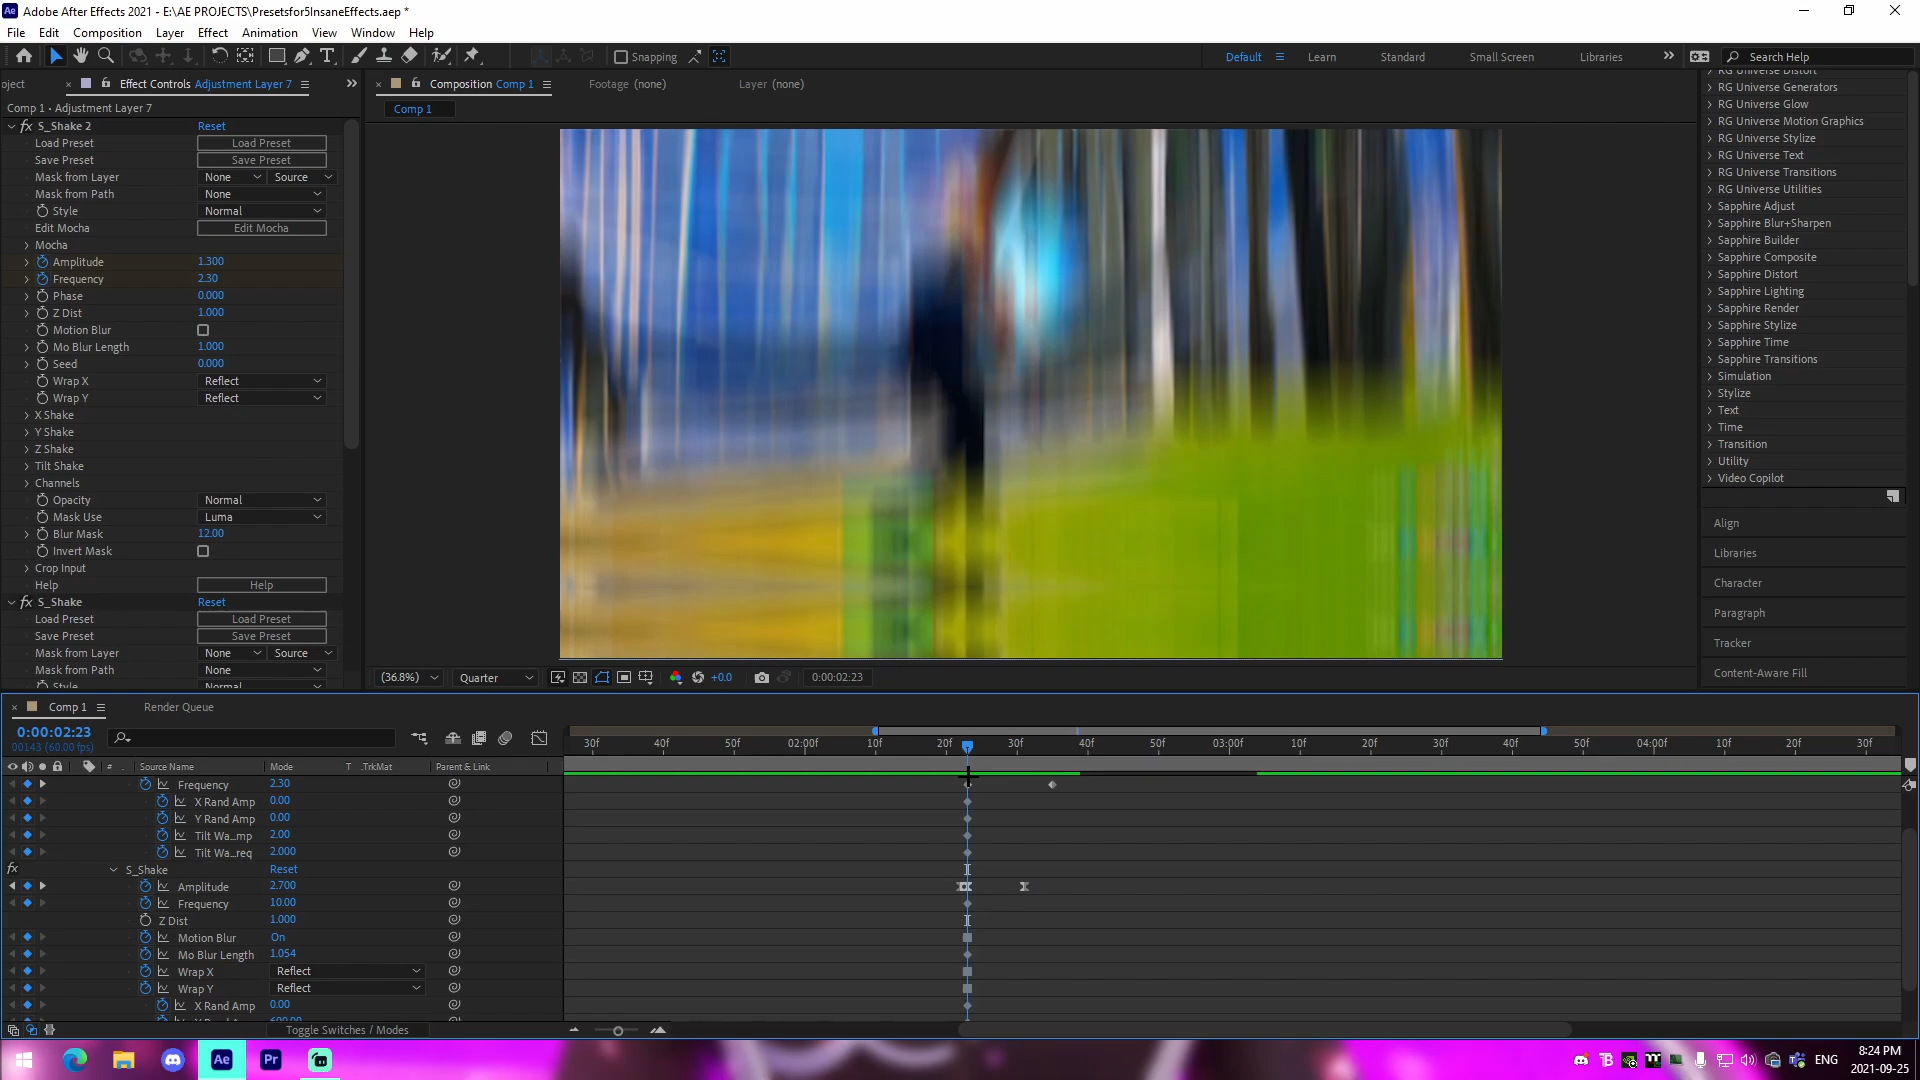 Adobe After Effects 2021 - E:\AE PROJECTS\Presetsfor5InsaneEffects.aep *
File Edit Composition Layer Effect Animation View Window Help
Snapping Default Learn Standard Small Screen Libraries Search Help
oject Effect Controls Adjustment Layer 7 Composition Comp 1 Footage (none) Layer (none)
Comp 1 • Adjustment Layer 7
Comp 1
S_Shake 2 Reset
Load Preset Load Preset
Save Preset Save Preset
Mask from Layer None Source
Mask from Path None
Style Normal
Edit Mocha Edit Mocha
Mocha
Amplitude 1.300
Frequency 2.30
Phase 0.000
Z Dist 1.000
Motion Blur
Mo Blur Length 1.000
Seed 0.000
Wrap X Reflect
Wrap Y Reflect
X Shake
Y Shake
Z Shake
Tilt Shake
Channels
Opacity Normal
Mask Use Luma
Blur Mask 12.00
Invert Mask
Crop Input
Help Help
S_Shake Reset
Load Preset Load Preset
Save Preset Save Preset
Mask from Layer None Source
Mask from Path None
Style Normal
(36.8%) Quarter +0.0 0:00:02:23
RG Universe Distort
RG Universe Generators
RG Universe Glow
RG Universe Motion Graphics
RG Universe Stylize
RG Universe Text
RG Universe Transitions
RG Universe Utilities
Sapphire Adjust
Sapphire Blur+Sharpen
Sapphire Builder
Sapphire Composite
Sapphire Distort
Sapphire Lighting
Sapphire Render
Sapphire Stylize
Sapphire Time
Sapphire Transitions
Simulation
Stylize
Text
Time
Transition
Utility
Video Copilot
Align
Libraries
Character
Paragraph
Tracker
Content-Aware Fill
Comp 1 Render Queue
0:00:02:23
00143 (60.00 fps)
30f 40f 50f 02:00f 10f 20f 30f 40f 50f 03:00f 10f 20f 30f 40f 50f 04:00f 10f 20f 30f
# Source Name Mode T .TrkMat Parent & Link
Frequency 2.30
X Rand Amp 0.00
Y Rand Amp 0.00
Tilt Wa...mp 2.00
Tilt Wa...req 2.000
fx S_Shake Reset
Amplitude 2.700
Frequency 10.00
Z Dist 1.000
Motion Blur On
Mo Blur Length 1.054
Wrap X Reflect
Wrap Y Reflect
X Rand Amp 0.00
Toggle Switches / Modes
Ae Pr ENG 8:24 PM
2021-09-25